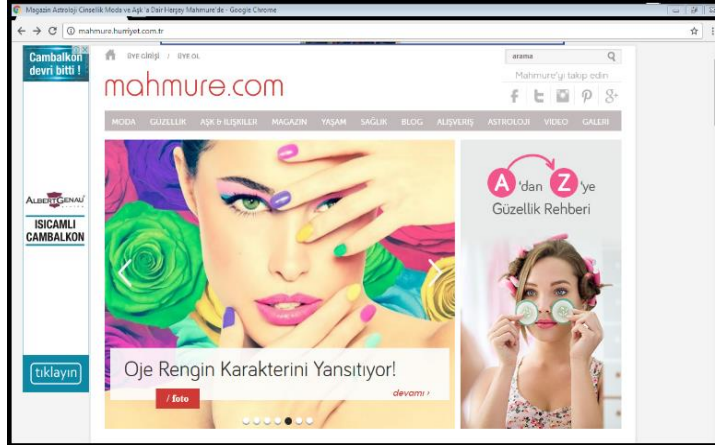 Magazin Astroloji Cinsellik Moda ve Aşk 'a Dair Herşey Mahmure'de - Google Chrome
mahmure.hurriyet.com.tr
Cambalkon
devri bitti !
ÜYE GİRİŞİ / ÜYE OL
arama
mahmure.com
Mahmure'yi takip edin
MODA GÜZELLİK AŞK & İLİŞKİLER MAGAZİN YAŞAM SAĞLIK BLOG ALIŞVERİŞ ASTROLOJİ VIDEO GALERİ
A 'dan Z 'ye
Güzellik Rehberi
ALBERTGENAU
ISICAMLI
CAMBALKON
tıklayın
Oje Rengin Karakterini Yansıtıyor!
/ foto
devamı ›